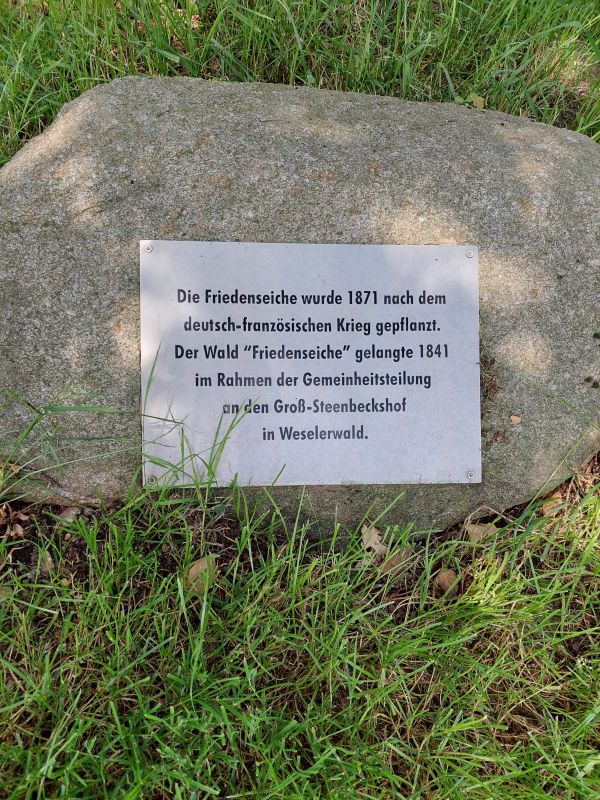 Die Friedenseiche wurde 1871 nach dem
deutsch-französischen Krieg gepflanzt.
Der Wald "Friedenseiche" gelangte 1841
im Rahmen der Gemeinheitsteilung
an den Groß-Steenbeckshof
in Weselerwald.